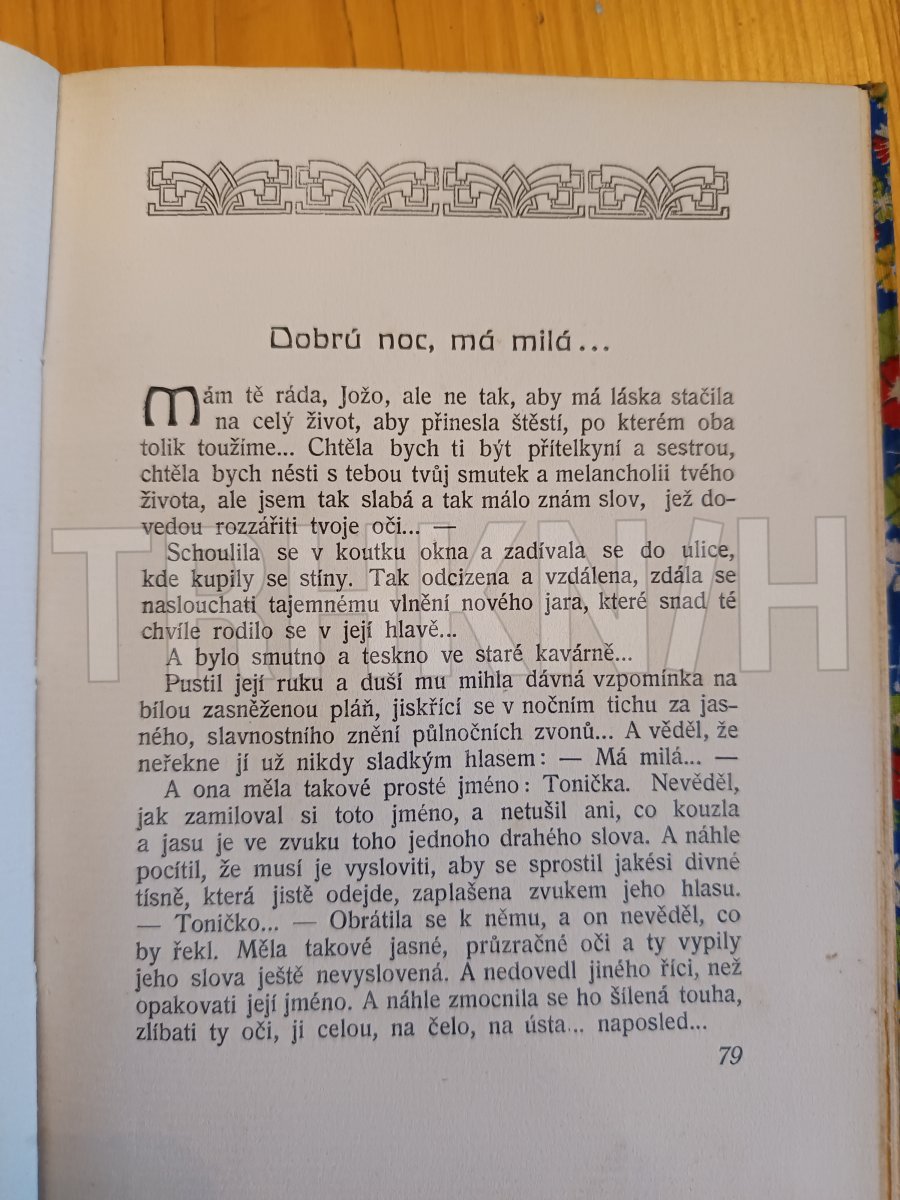 Dobrú noc, má milá...
Mám tě ráda, Jožo, ale ne tak, aby má láska stačila
na celý život, aby přinesla štěstí, po kterém oba
tolik toužíme... Chtěla bych ti být přítelkyní a sestrou,
chtěla bych nésti s tebou tvůj smutek a melancholii tvého
života, ale jsem tak slabá a tak málo znám slov, jež do-
vedou rozzářiti tvoje oči... —
Schoulila se v koutku okna a zadívala se do ulice,
kde kupily se stíny. Tak odcizena a vzdálena, zdála se
naslouchati tajemnému vlnění nového jara, které snad té
chvíle rodilo se v její hlavě...
A bylo smutno a teskno ve staré kavárně...
Pustil její ruku a duší mu mihla dávná vzpomínka na
bílou zasněženou pláň, jiskřící se v nočním tichu za jas-
ného, slavnostního znění půlnočních zvonů... A věděl, že
neřekne jí už nikdy sladkým hlasem: — Má milá... —
A ona měla takové prosté jméno: Tonička. Nevěděl,
jak zamiloval si toto jméno, a netušil ani, co kouzla
a jasu je ve zvuku toho jednoho drahého slova. A náhle
pocítil, že musí je vysloviti, aby se sprostil jakési divné
tísně, která jistě odejde, zaplašena zvukem jeho hlasu.
— Toničko... — Obrátila se k němu, a on nevěděl, co
by řekl. Měla takové jasné, průzračné oči a ty vypily
jeho slova ještě nevyslovená. A nedovedl jiného říci, než
opakovati její jméno. A náhle zmocnila se ho šílená touha,
zlíbati ty oči, ji celou, na čelo, na ústa... naposled...
79
TRHKNIH